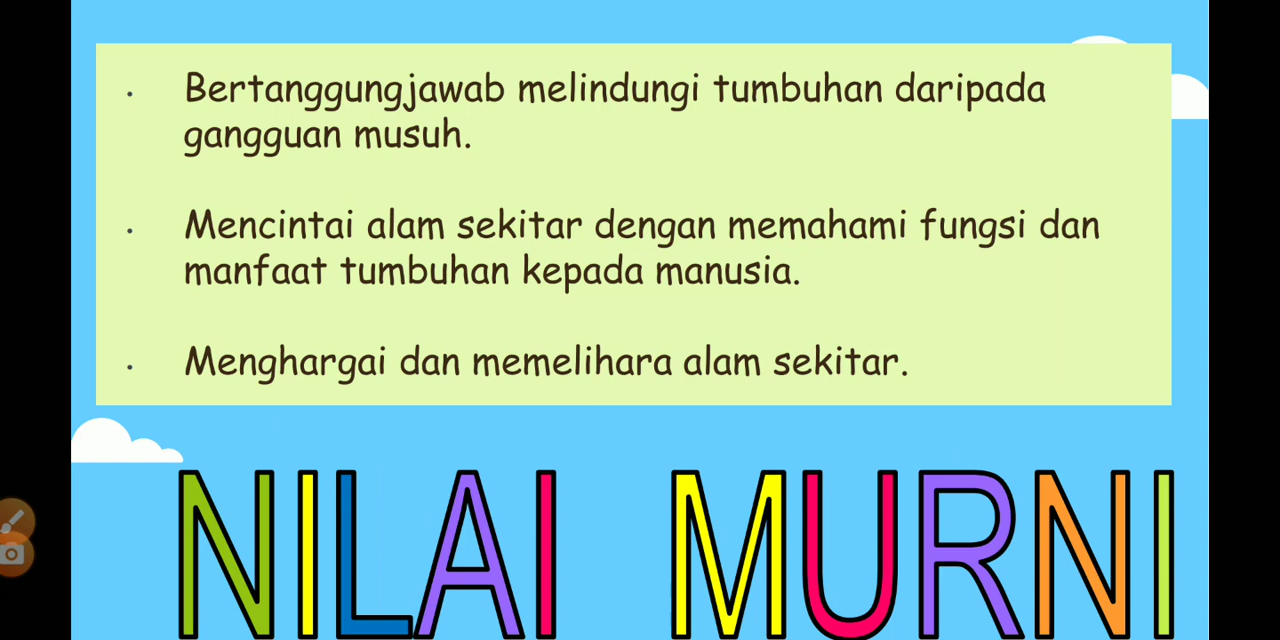 Bertanggungjawab melindungi tumbuhan daripada
gangguan musuh.
Mencintai alam sekitar dengan memahami fungsi dan
manfaat tumbuhan kepada manusia.
Menghargai dan memelihara alam sekitar.
NILAI MURNI